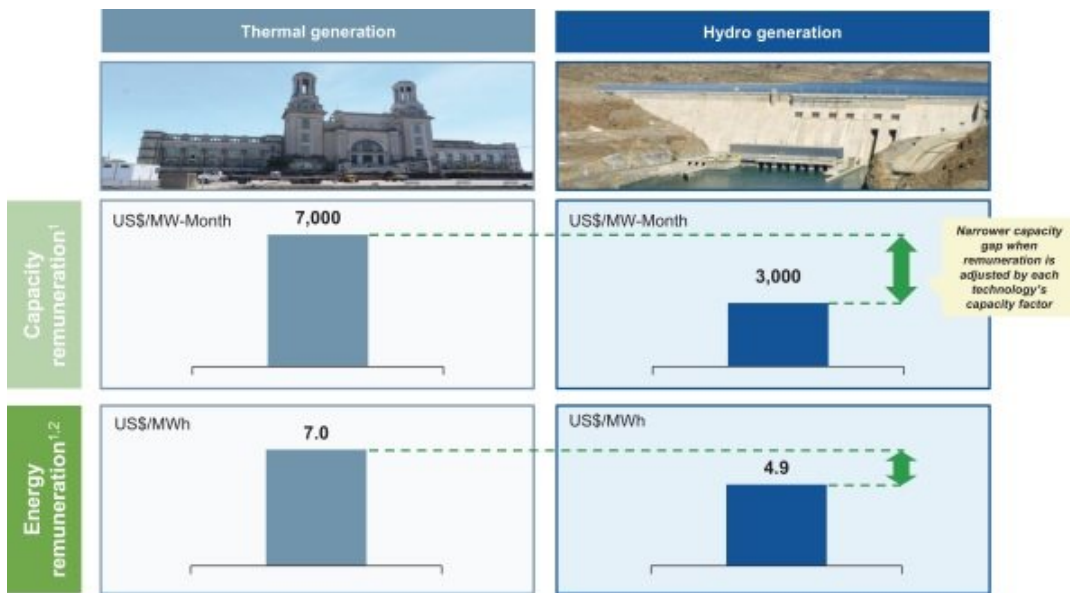 Thermal generation
Hydro generation
Capacity
remuneration¹
US$/MW-Month
7,000
US$/MW-Month
3,000
Narrower capacity
gap when
remuneration is
adjusted by each
technology's
capacity factor
Energy
remuneration¹,²
US$/MWh
7.0
US$/MWh
4.9